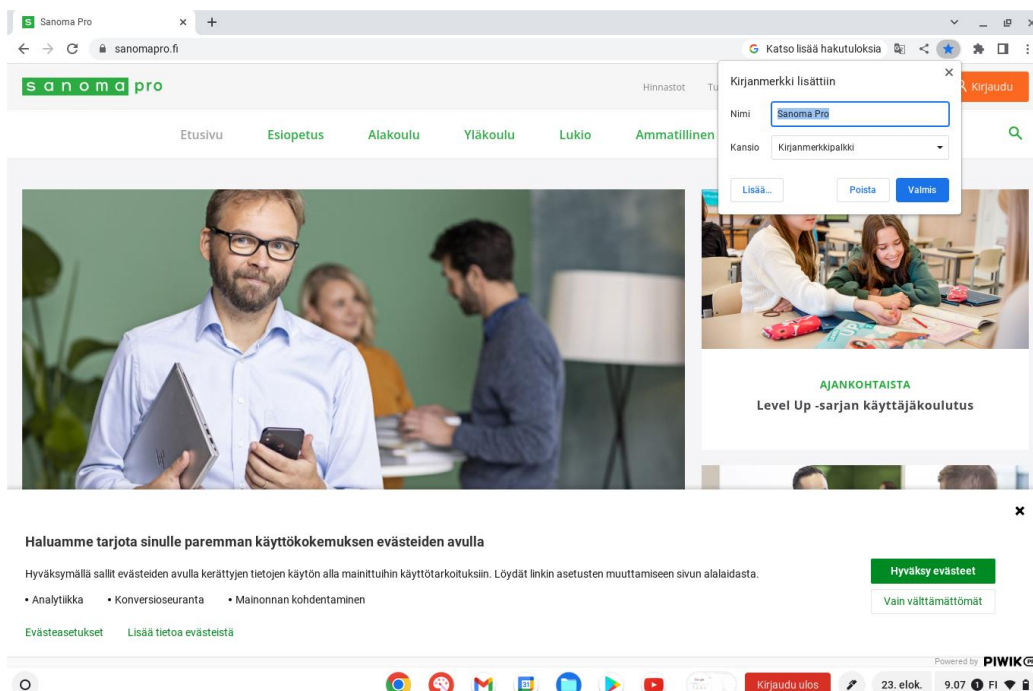 Sanoma Pro
sanomapro.fi
Katso lisää hakutuloksia
sanoma pro
Hinnastot
Kirjaudu
Etusivu Esiopetus Alakoulu Yläkoulu Lukio Ammatillinen
Kirjanmerkki lisättiin
Nimi Sanoma Pro
Kansio Kirjanmerkkipalkki
Lisää... Poista Valmis
AJANKOHTAISTA
Level Up -sarjan käyttäjäkoulutus
Haluamme tarjota sinulle paremman käyttökokemuksen evästeiden avulla
Hyväksymällä sallit evästeiden avulla kerättyjen tietojen käytön alla mainittuihin käyttötarkoituksiin. Löydät linkin asetusten muuttamiseen sivun alalaidasta.
• Analytiikka • Konversioseuranta • Mainonnan kohdentaminen
Evästeasetukset Lisää tietoa evästeistä
Hyväksy evästeet
Vain välttämättömät
Powered by PIWIK
Kirjaudu ulos 23. elok. 9.07 1 FI